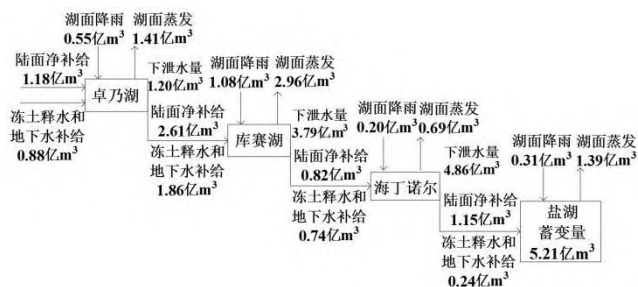 湖面降雨
0.55亿m³
湖面蒸发
1.41亿m³
陆面净补给
1.18亿m³
卓乃湖
冻土释水和
地下水补给
0.88亿m³
下泄水量
1.20亿m³
湖面降雨
1.08亿m³
湖面蒸发
2.96亿m³
陆面净补给
2.61亿m³
库赛湖
冻土释水和
地下水补给
1.86亿m³
下泄水量
3.79亿m³
湖面降雨
0.20亿m³
湖面蒸发
0.69亿m³
陆面净补给
0.82亿m³
海丁诺尔
冻土释水和
地下水补给
0.74亿m³
下泄水量
4.86亿m³
湖面降雨
0.31亿m³
湖面蒸发
1.39亿m³
陆面净补给
1.15亿m³
盐湖
蓄变量
5.21亿m³
冻土释水和
地下水补给
0.24亿m³